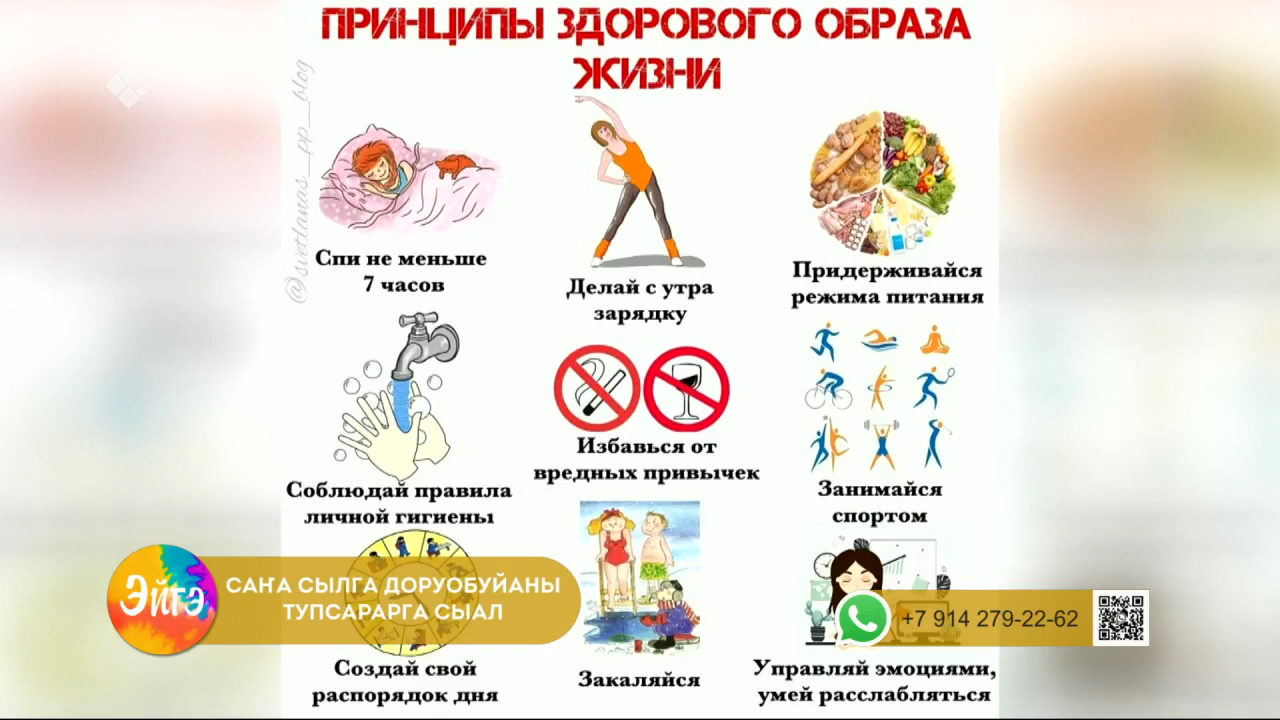 ПРИНЦИПЫ ЗДОРОВОГО ОБРАЗА
ЖИЗНИ
@svetlanas_pp_blog
Спи не меньше
7 часов
Делай с утра
зарядку
Придерживайся
режима питания
Соблюдай правила
личной гигиены
Избавься от
вредных привычек
Занимайся
спортом
Эйгэ
САҤА СЫЛГА ДОРУОБУЙАНЫ
ТУПСАРАРГА СЫАЛ
+7 914 279-22-62
Создай свой
распорядок дня
Закаляйся
Управляй эмоциями,
умей расслабляться